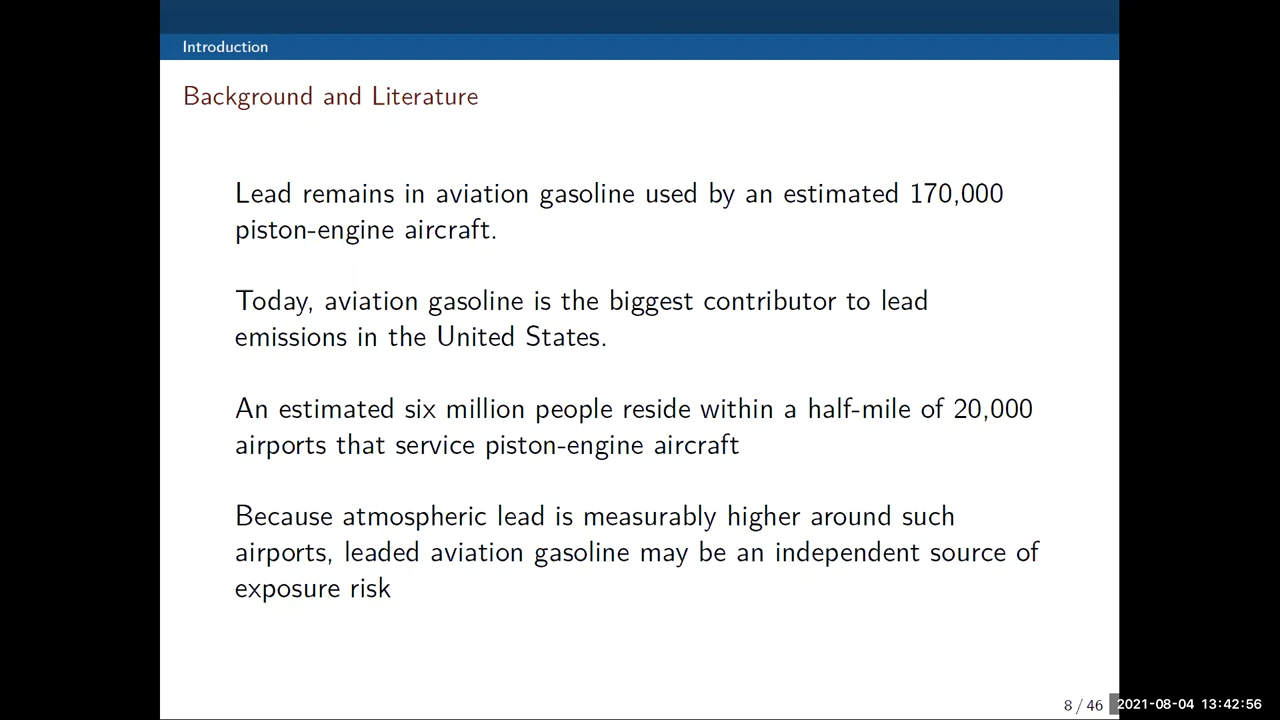 Introduction
Background and Literature
Lead remains in aviation gasoline used by an estimated 170,000
piston-engine aircraft.
Today, aviation gasoline is the biggest contributor to lead
emissions in the United States.
An estimated six million people reside within a half-mile of 20,000
airports that service piston-engine aircraft
Because atmospheric lead is measurably higher around such
airports, leaded aviation gasoline may be an independent source of
exposure risk
8 / 46
2021-08-04 13:42:56